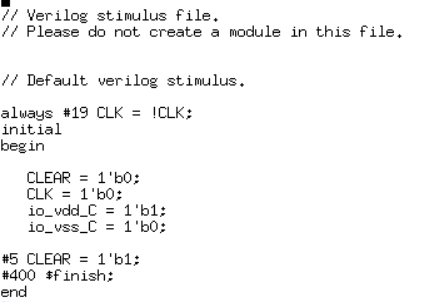 // Verilog stimulus file.
// Please do not create a module in this file.
// Default verilog stimulus.
always #19 CLK = !CLK;
initial
begin
CLEAR = 1'b0;
CLK = 1'b0;
io_vdd_C = 1'b1;
io_vss_C = 1'b0;
#5 CLEAR = 1'b1;
#400 $finish;
end